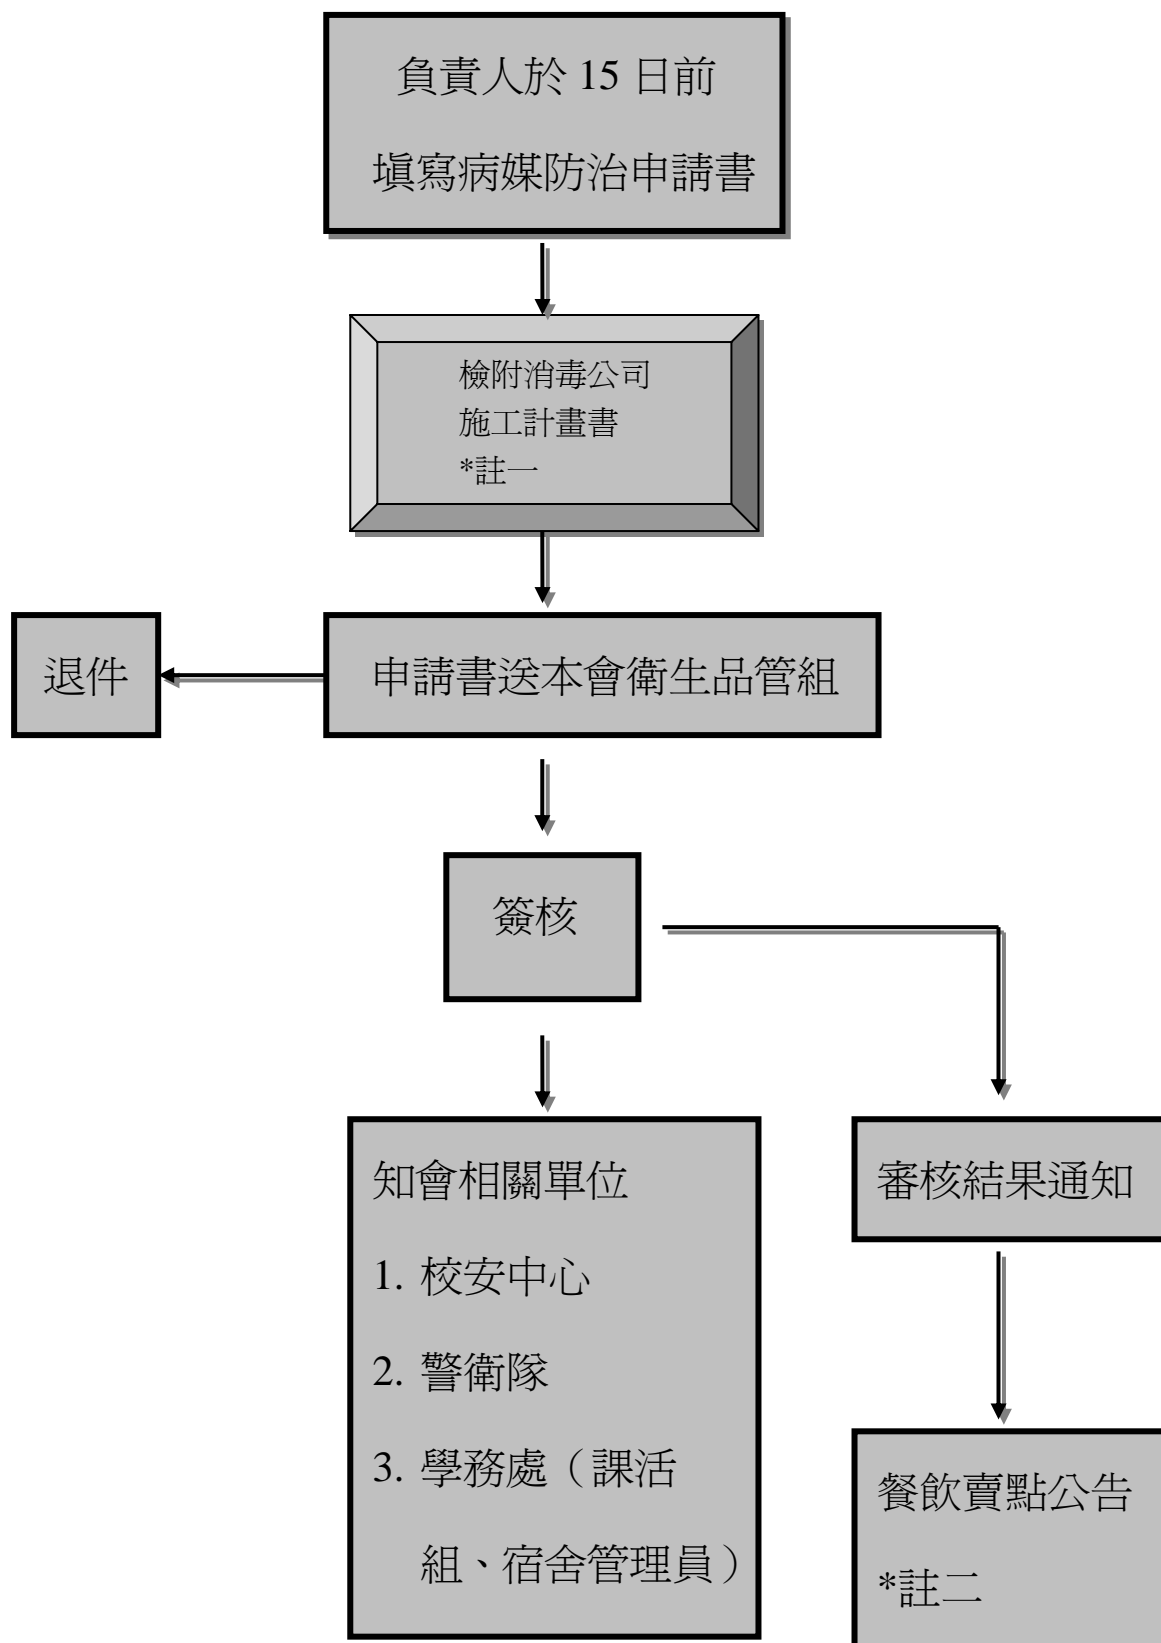 負責人於 15 日前
填寫病媒防治申請書
檢附消毒公司
施工計畫書
*註一
退件
申請書送本會衛生品管組
簽核
知會相關單位
1. 校安中心
2. 警衛隊
3. 學務處（課活
組、宿舍管理員）
審核結果通知
餐飲賣點公告
*註二